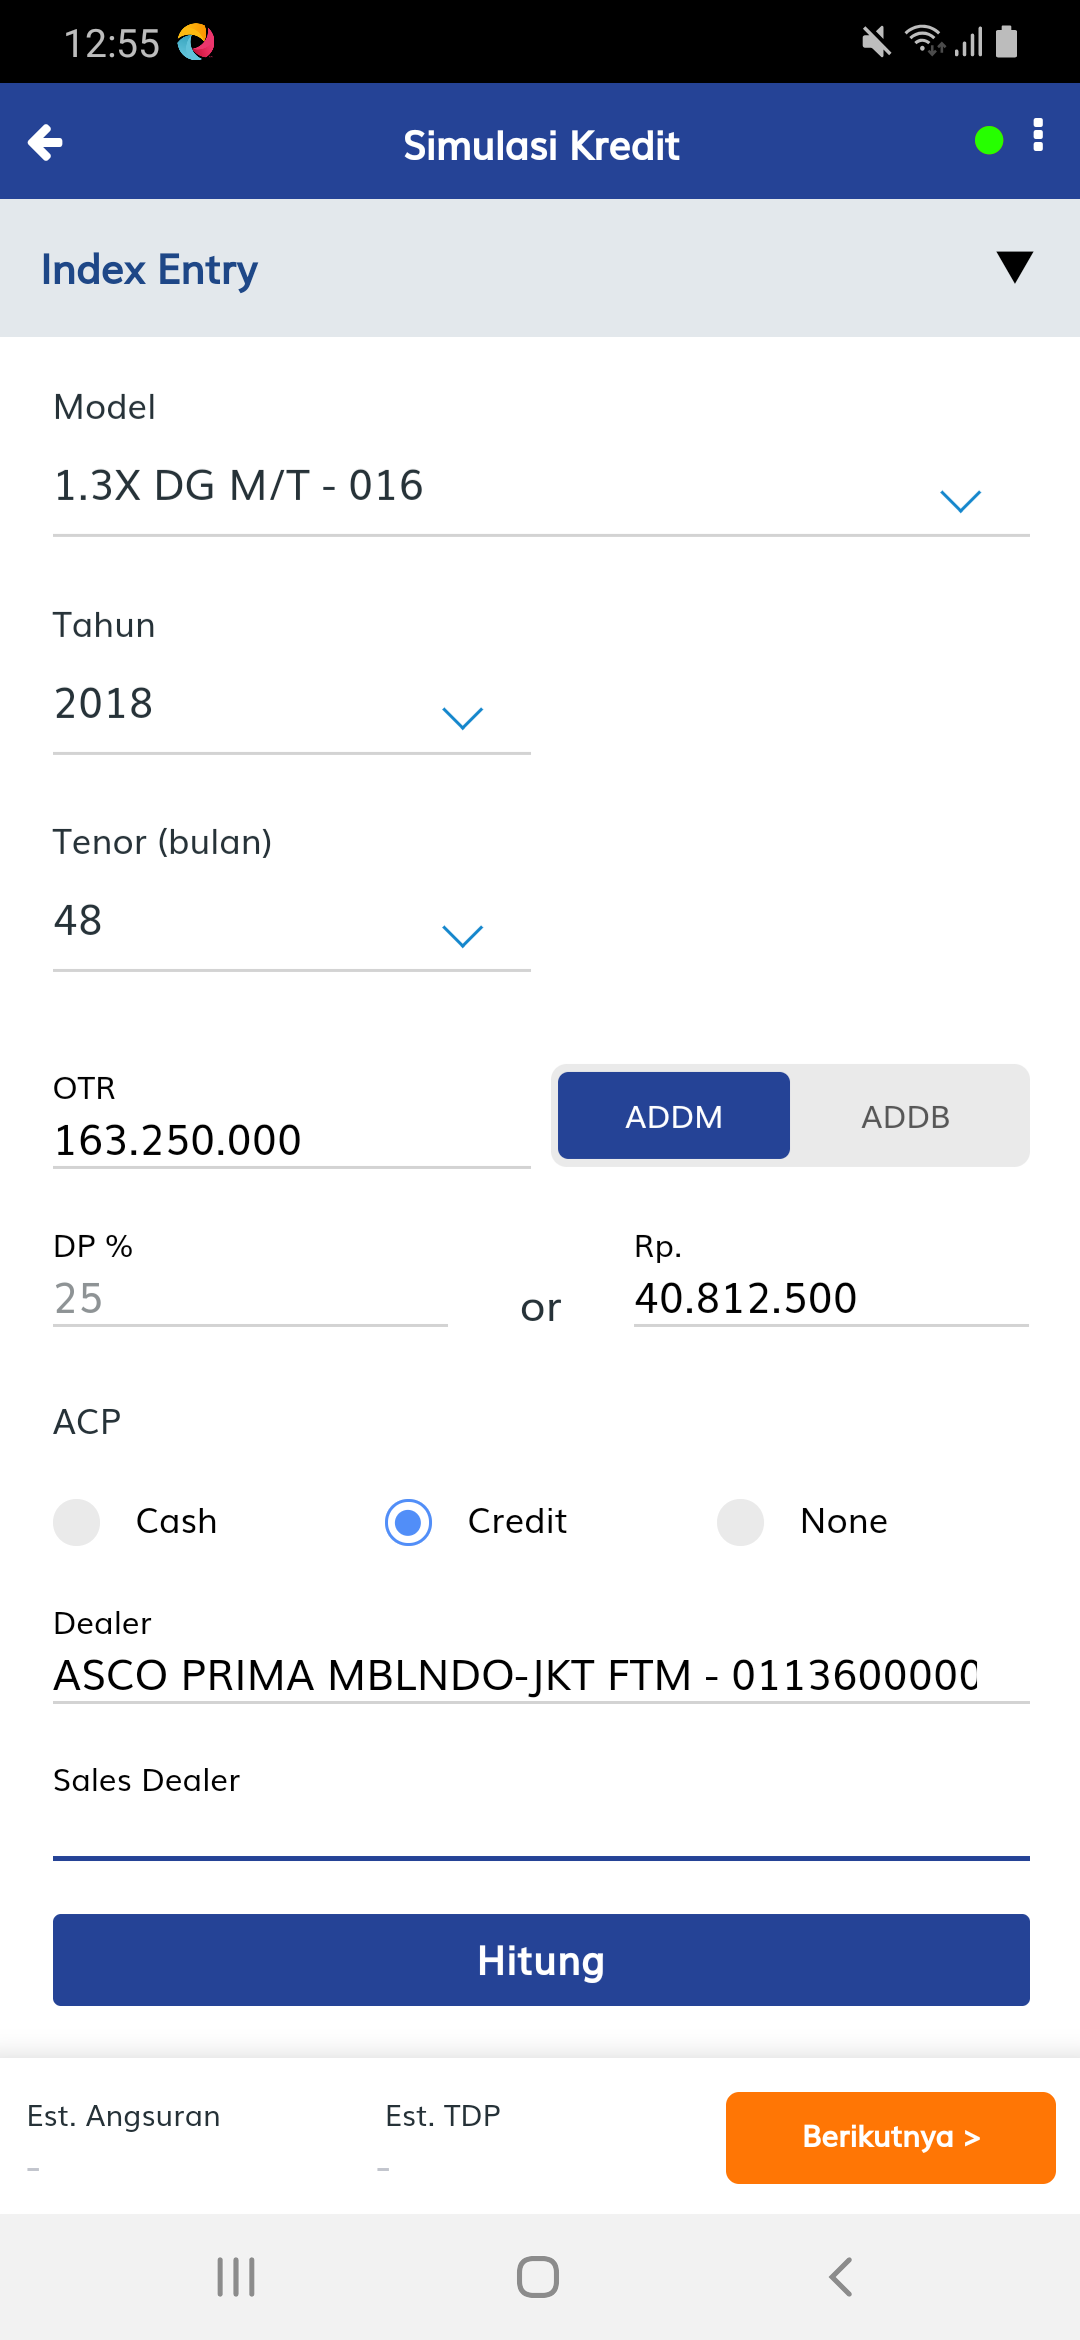 12:55
Simulasi Kredit
Index Entry
Model
1.3X DG M/T - 016
Tahun
2018
Tenor (bulan)
48
OTR
163.250.000
ADDM ADDB
DP %
25
or
Rp.
40.812.500
ACP
Cash Credit None
Dealer
ASCO PRIMA MBLNDO-JKT FTM - 0113600000
Sales Dealer
Hitung
Est. Angsuran
-
Est. TDP
-
Berikutnya >